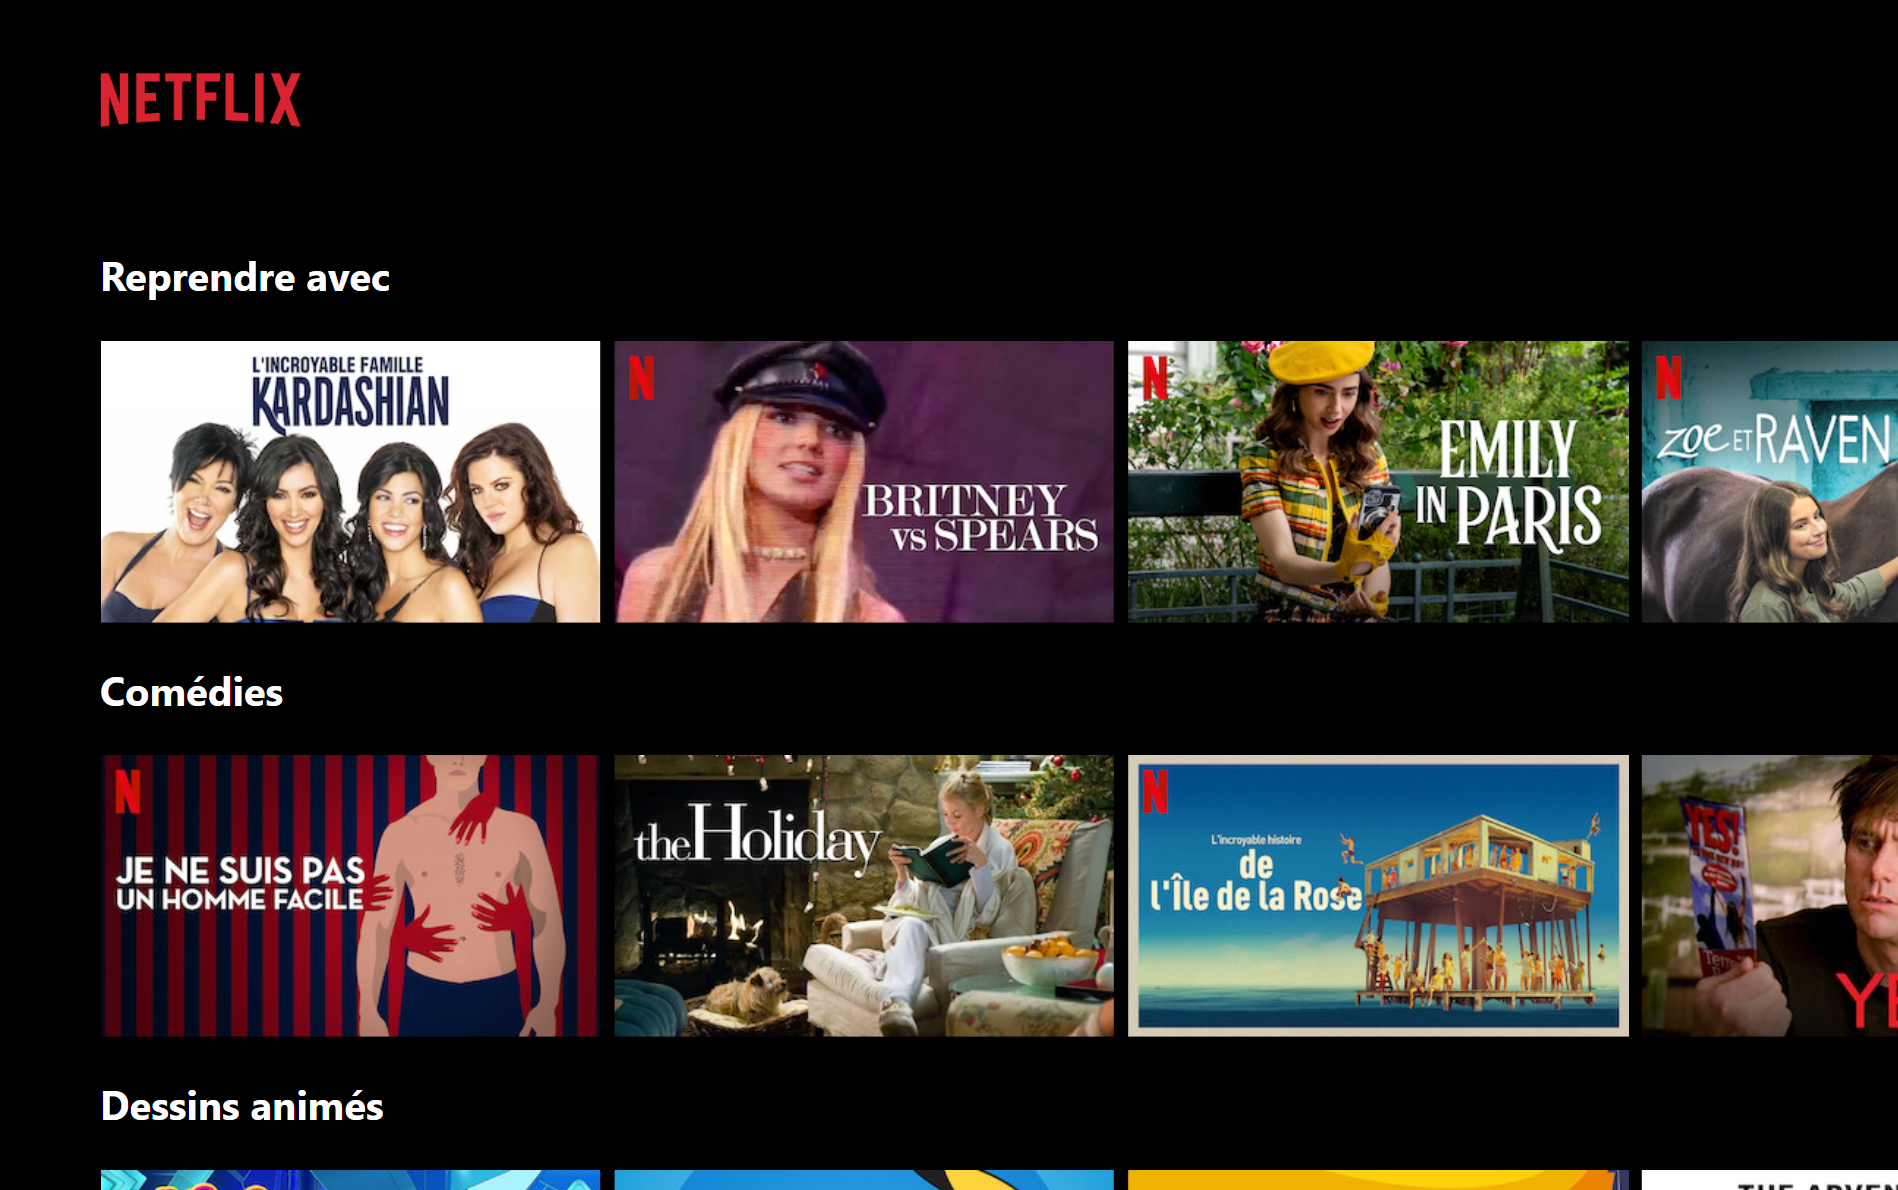 NETFLIX
Reprendre avec
L'INCROYABLE FAMILLE
KARDASHIAN
N
BRITNEY
VS SPEARS
N
EMILY
IN PARIS
N
ZOE ET RAVEN
Comédies
N
JE NE SUIS PAS
UN HOMME FACILE
the Holiday
N
L'incroyable histoire
de
l'Île de la Rose
YES!
YE
Dessins animés
THE ADVEN